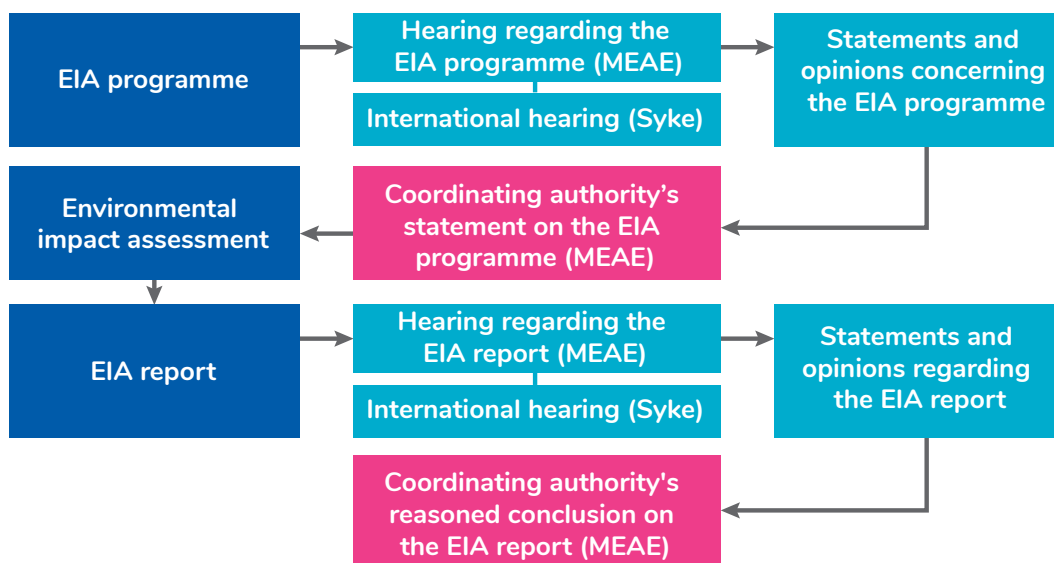 EIA programme
Hearing regarding the
EIA programme (MEAE)
International hearing (Syke)
Statements and
opinions concerning
the EIA programme
Coordinating authority’s
statement on the EIA
programme (MEAE)
Environmental
impact assessment
EIA report
Hearing regarding the
EIA report (MEAE)
International hearing (Syke)
Statements and
opinions regarding
the EIA report
Coordinating authority's
reasoned conclusion on
the EIA report (MEAE)